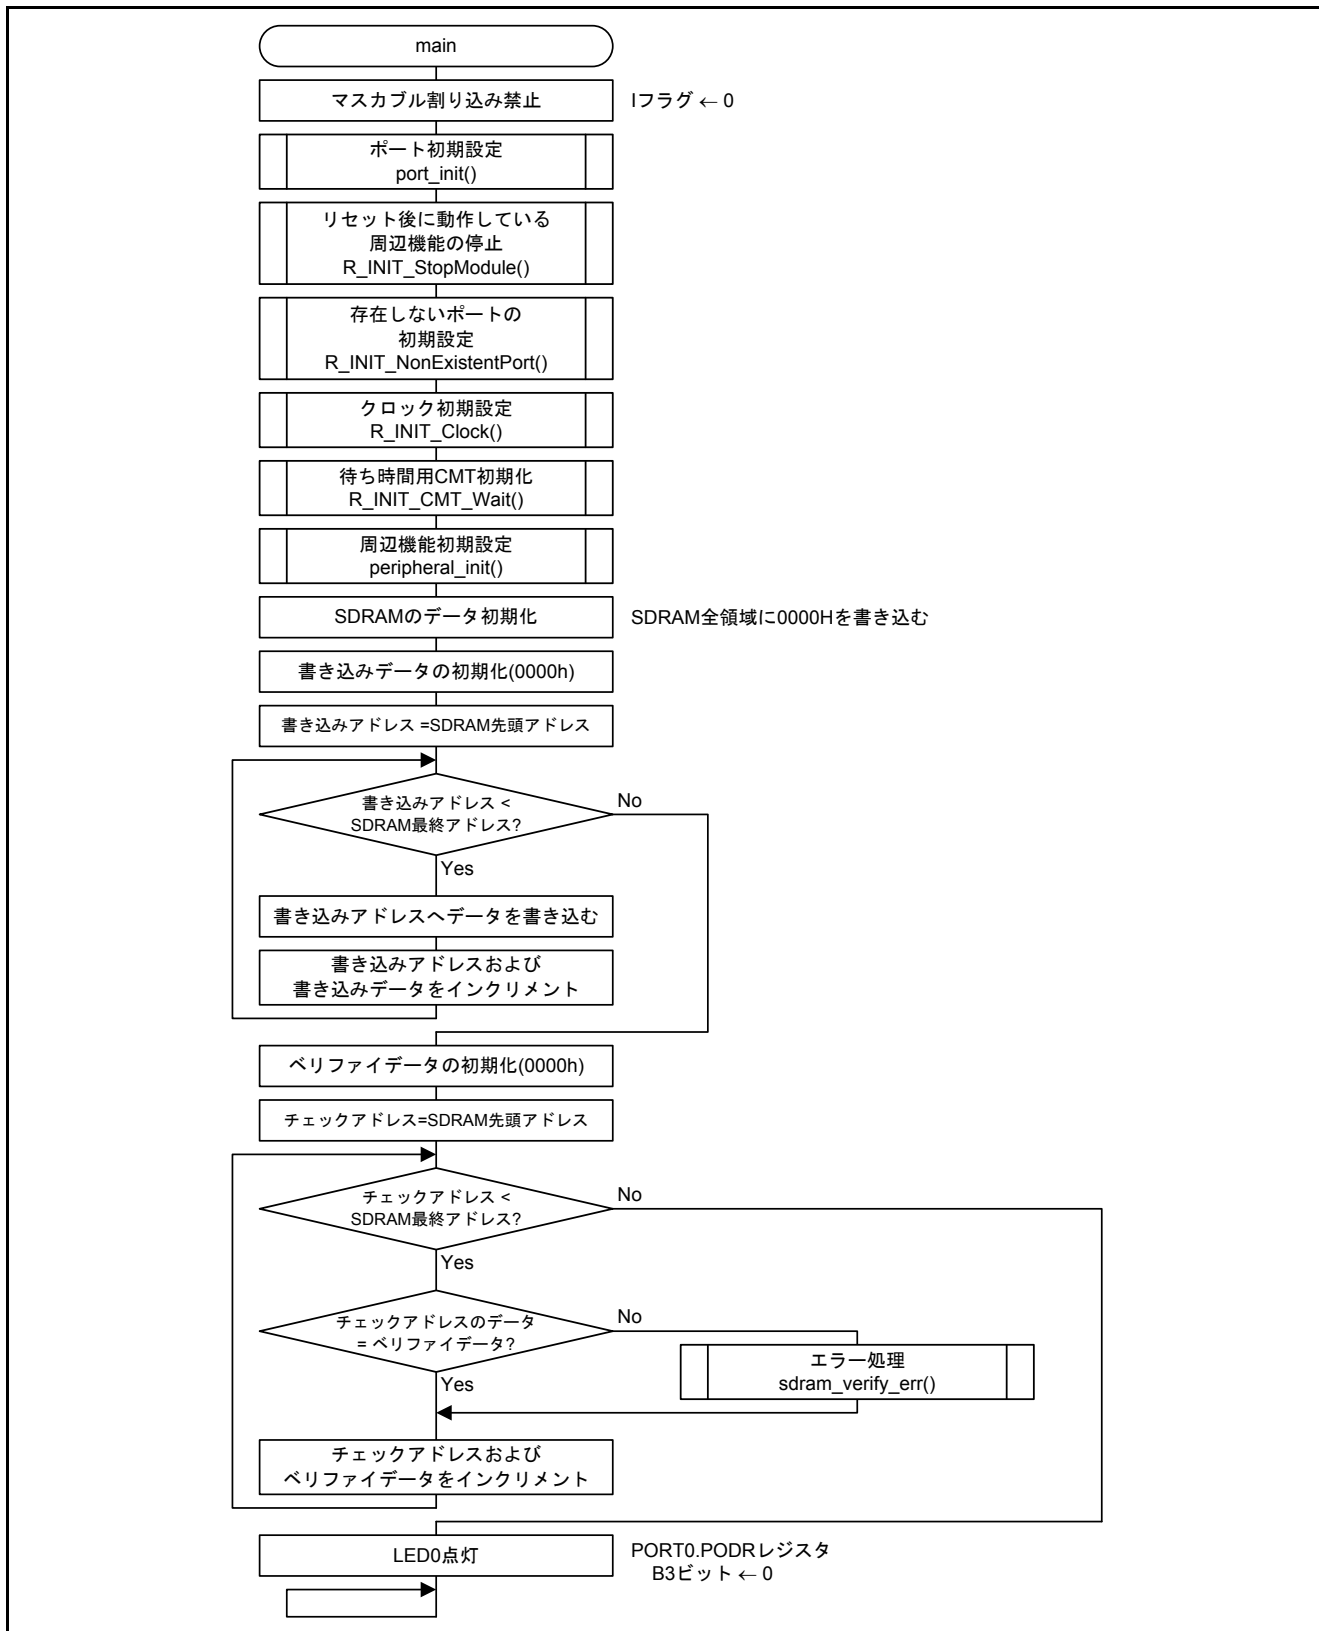 main
マスカブル割り込み禁止
Iフラグ ← 0
ポート初期設定
port_init()
リセット後に動作している
周辺機能の停止
R_INIT_StopModule()
存在しないポートの
初期設定
R_INIT_NonExistentPort()
クロック初期設定
R_INIT_Clock()
待ち時間用CMT初期化
R_INIT_CMT_Wait()
周辺機能初期設定
peripheral_init()
SDRAMのデータ初期化
SDRAM全領域に0000Hを書き込む
書き込みデータの初期化(0000h)
書き込みアドレス =SDRAM先頭アドレス
書き込みアドレス <
SDRAM最終アドレス?
No
Yes
書き込みアドレスへデータを書き込む
書き込みアドレスおよび
書き込みデータをインクリメント
ベリファイデータの初期化(0000h)
チェックアドレス=SDRAM先頭アドレス
チェックアドレス <
SDRAM最終アドレス?
No
Yes
チェックアドレスのデータ
= ベリファイデータ?
No
Yes
エラー処理
sdram_verify_err()
チェックアドレスおよび
ベリファイデータをインクリメント
LED0点灯
PORT0.PODRレジスタ
B3ビット ← 0